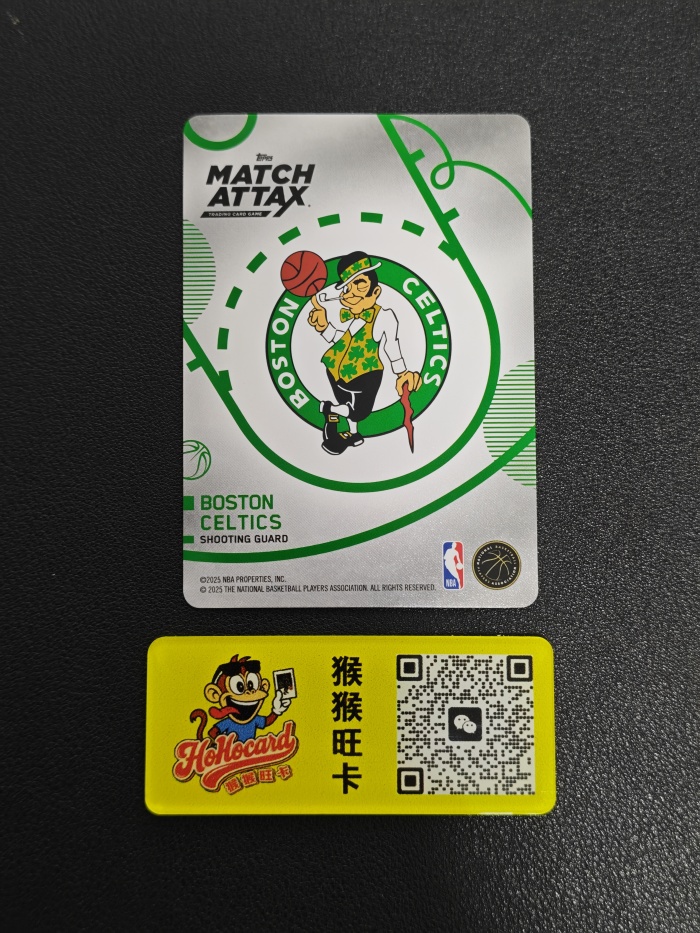 Topps
MATCH
ATTAX
TRADING CARD GAME
BOSTON CELTICS
BOSTON
CELTICS
SHOOTING GUARD
©2025 NBA PROPERTIES, INC.
© 2025 THE NATIONAL BASKETBALL PLAYERS ASSOCIATION. ALL RIGHTS RESERVED.
NBA
HoHocard
猴猴旺卡
猴猴旺卡